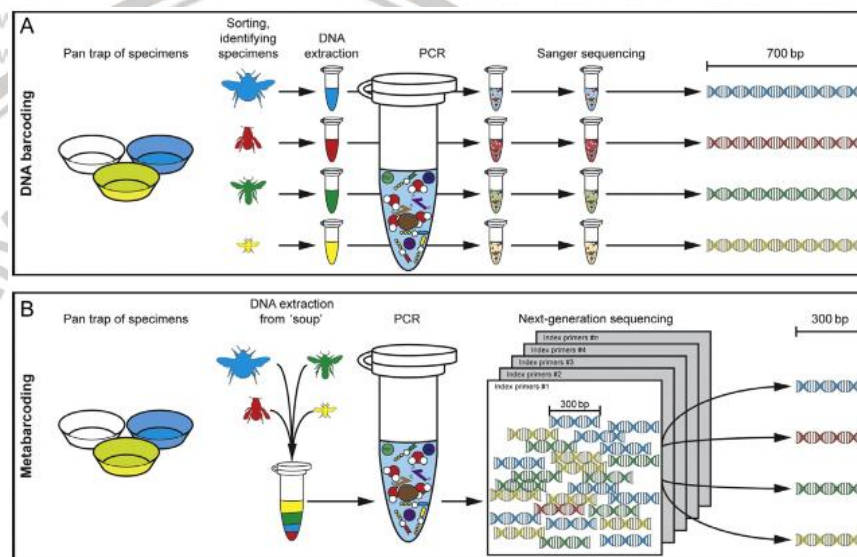 A
DNA barcoding
Pan trap of specimens
Sorting,
identifying
specimens
DNA
extraction
PCR
Sanger sequencing
700 bp
B
Metabarcoding
Pan trap of specimens
DNA extraction
from 'soup'
PCR
Next-generation sequencing
Index primers #n
Index primers #4
Index primers #3
Index primers #2
Index primers #1
300 bp
300 bp